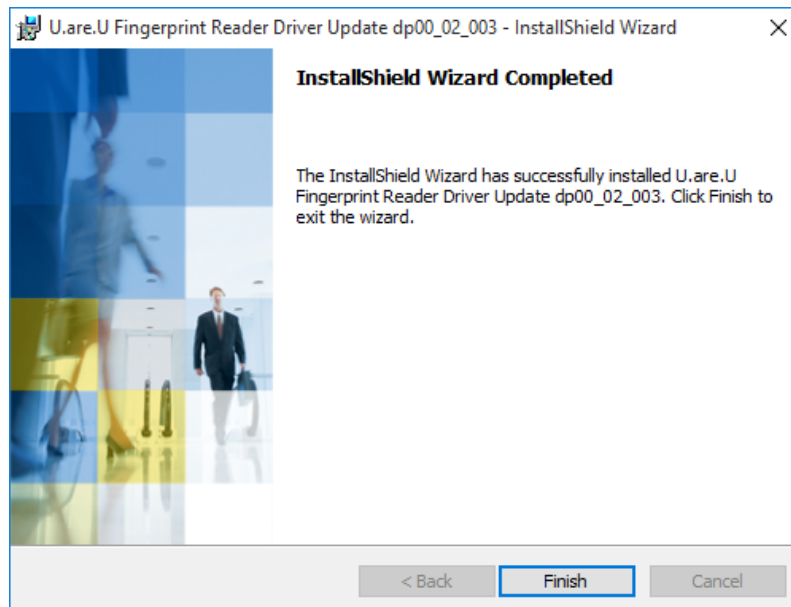 U.are.U Fingerprint Reader Driver Update dp00_02_003 - InstallShield Wizard
InstallShield Wizard Completed
The InstallShield Wizard has successfully installed U.are.U
Fingerprint Reader Driver Update dp00_02_003. Click Finish to
exit the wizard.
< Back Finish Cancel